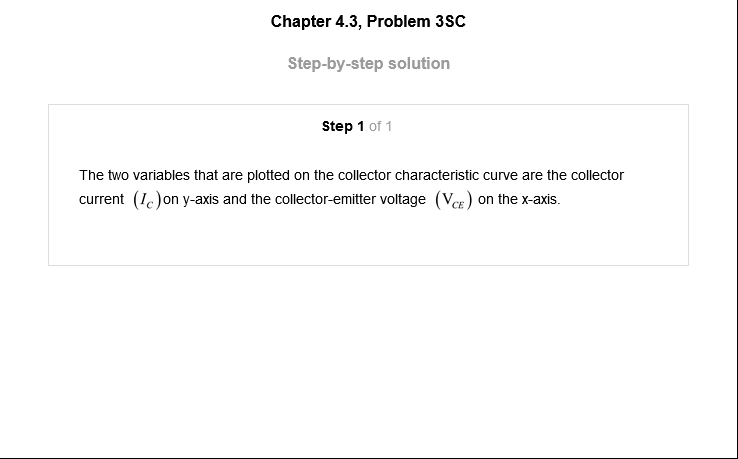 Chapter 4.3, Problem 3SC
Step-by-step solution
Step 1 of 1
The two variables that are plotted on the collector characteristic curve are the collector
current (I_C)on y-axis and the collector-emitter voltage (V_CE) on the x-axis.